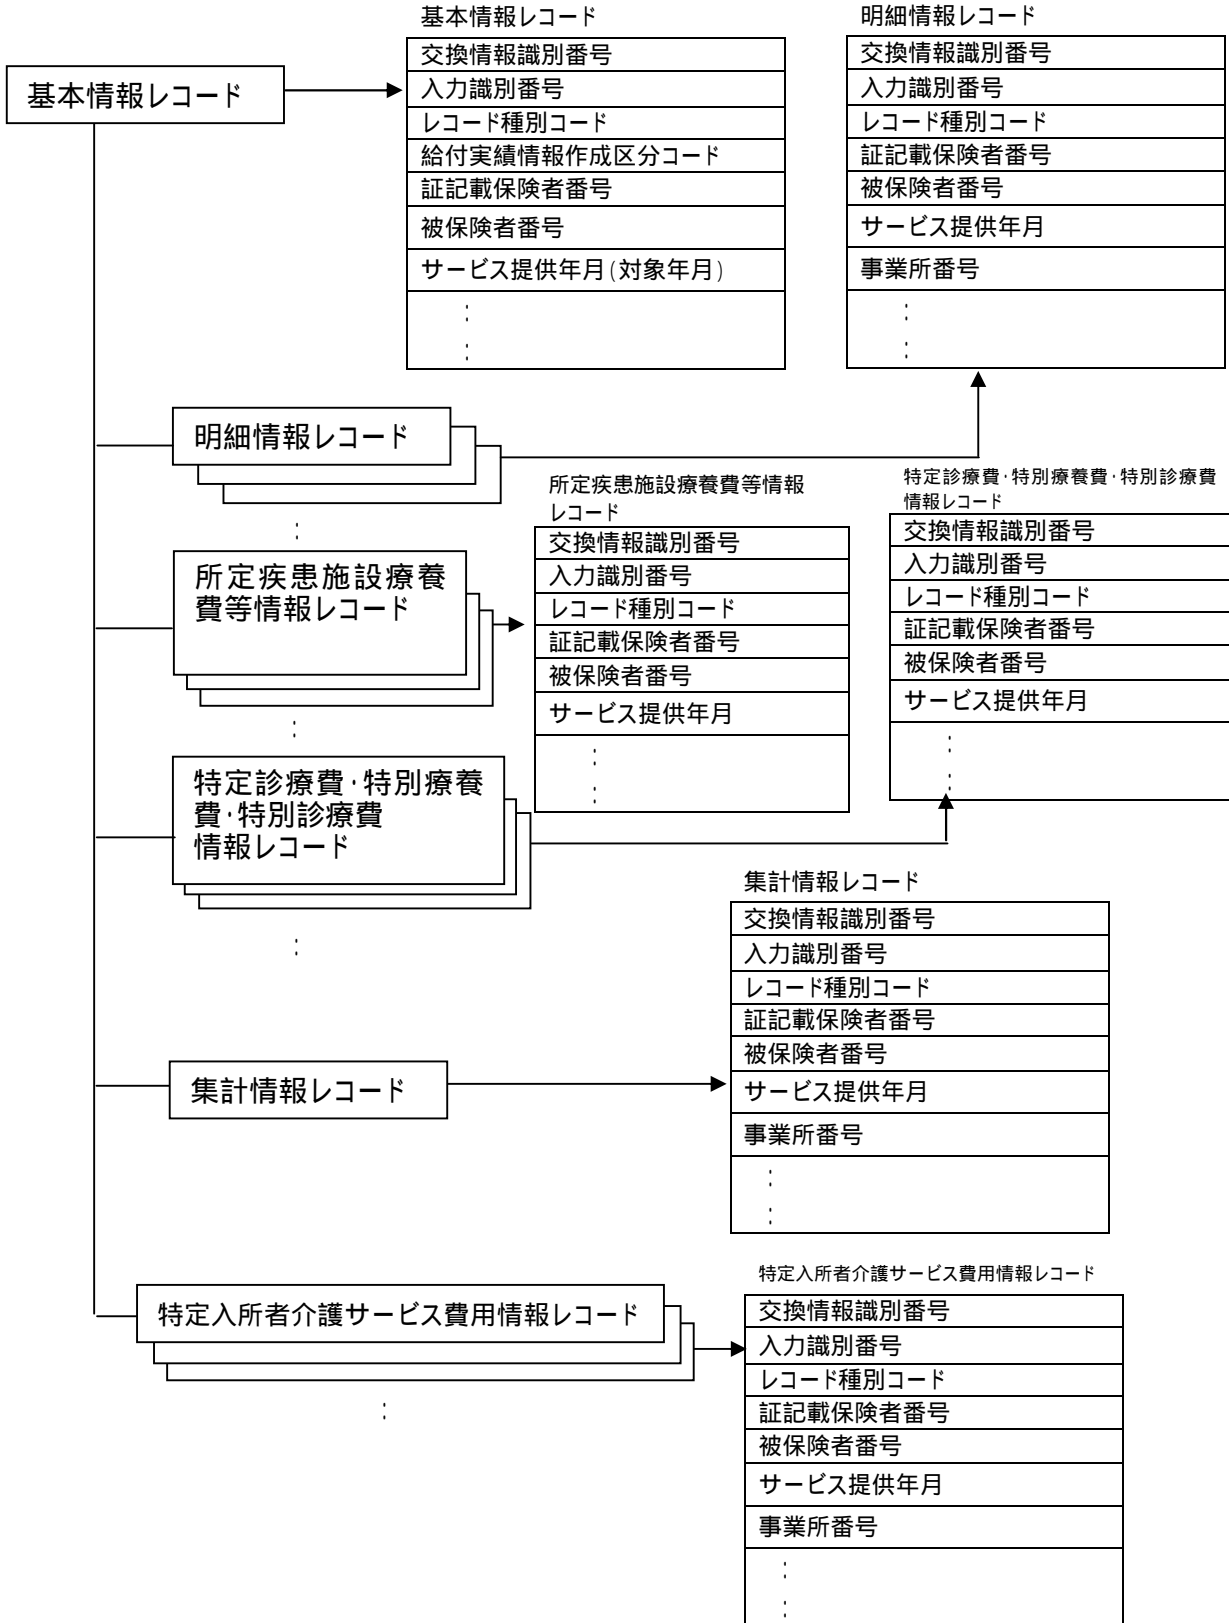 基本情報レコード
基本情報レコード
交換情報識別番号
入力識別番号
レコード種別コード
給付実績情報作成区分コード
証記載保険者番号
被保険者番号
サービス提供年月(対象年月)
:
:
明細情報レコード
交換情報識別番号
入力識別番号
レコード種別コード
証記載保険者番号
被保険者番号
サービス提供年月
事業所番号
:
:
明細情報レコード
:
所定疾患施設療養
費等情報レコード
:
所定疾患施設療養費等情報
レコード
交換情報識別番号
入力識別番号
レコード種別コード
証記載保険者番号
被保険者番号
サービス提供年月
:
:
特定診療費・特別療養費・特別診療費
情報レコード
交換情報識別番号
入力識別番号
レコード種別コード
証記載保険者番号
被保険者番号
サービス提供年月
:
:
特定診療費・特別療養
費・特別診療費
情報レコード
:
集計情報レコード
集計情報レコード
交換情報識別番号
入力識別番号
レコード種別コード
証記載保険者番号
被保険者番号
サービス提供年月
事業所番号
:
:
特定入所者介護サービス費用情報レコード
:
特定入所者介護サービス費用情報レコード
交換情報識別番号
入力識別番号
レコード種別コード
証記載保険者番号
被保険者番号
サービス提供年月
事業所番号
:
: